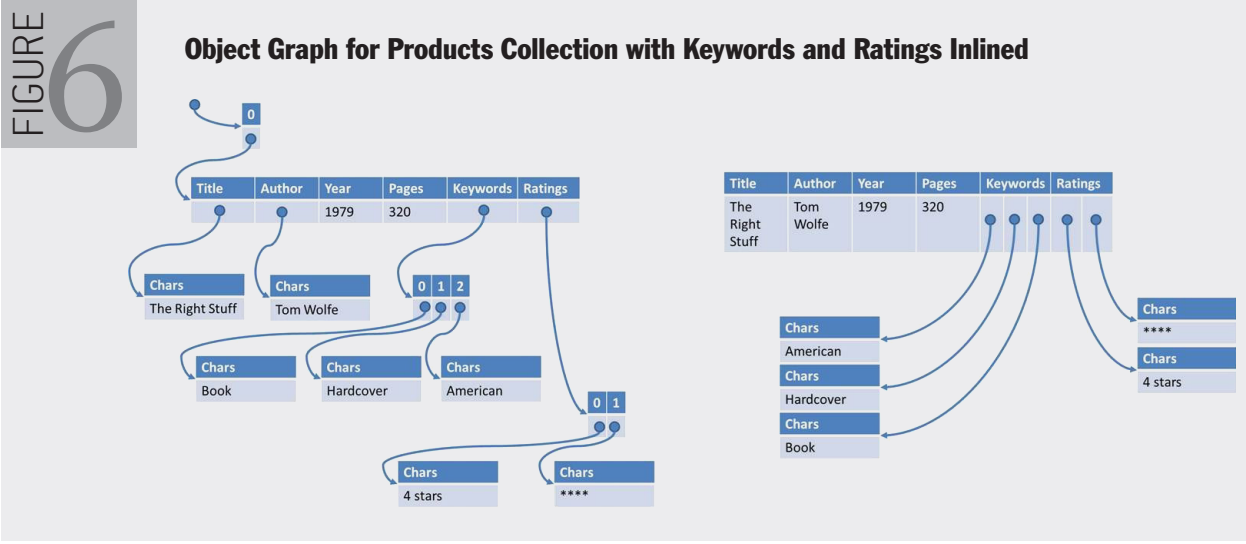 FIGURE 6
Object Graph for Products Collection with Keywords and Ratings Inlined
0
Title Author Year Pages Keywords Ratings
1979 320
Chars
The Right Stuff
Chars
Tom Wolfe
0 1 2
Chars
Book
Chars
Hardcover
Chars
American
0 1
Chars
4 stars
Chars
****
Title Author Year Pages Keywords Ratings
The
Right
Stuff
Tom
Wolfe
1979
320
Chars
American
Chars
Hardcover
Chars
Book
Chars
****
Chars
4 stars